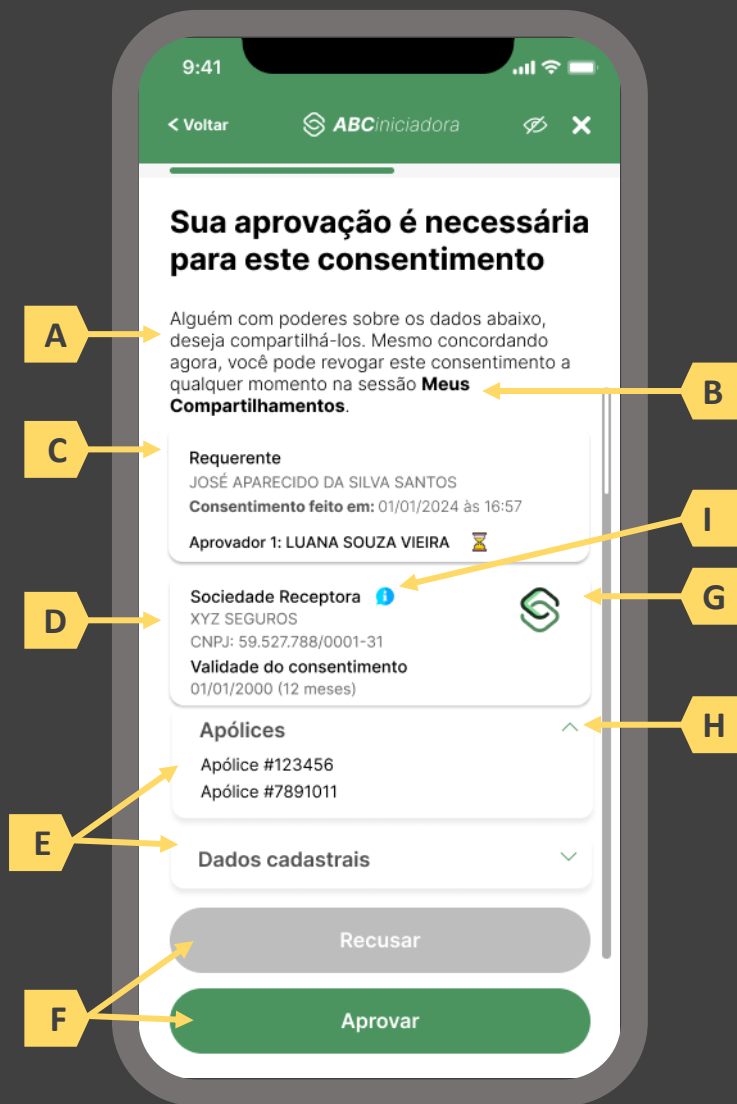 9:41
< Voltar
ABCiniciadora
Sua aprovação é necessária
para este consentimento
A
Alguém com poderes sobre os dados abaixo,
deseja compartilhá-los. Mesmo concordando
agora, você pode revogar este consentimento a
qualquer momento na sessão Meus
Compartilhamentos.
B
C
Requerente
JOSÉ APARECIDO DA SILVA SANTOS
Consentimento feito em: 01/01/2024 às 16:57
Aprovador 1: LUANA SOUZA VIEIRA
I
D
Sociedade Receptora
XYZ SEGUROS
CNPJ: 59.527.788/0001-31
Validade do consentimento
01/01/2000 (12 meses)
G
H
Apólices
Apólice #123456
Apólice #7891011
E
Dados cadastrais
Recusar
F
Aprovar